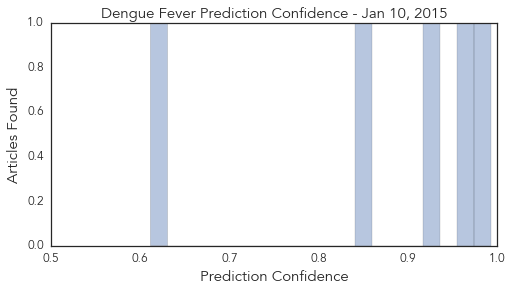 Dengue Fever Prediction Confidence - Jan 10, 2015
Articles Found
1.0
0.8
0.6
0.4
0.2
0.0
0.5 0.6 0.7 0.8 0.9 1.0
Prediction Confidence